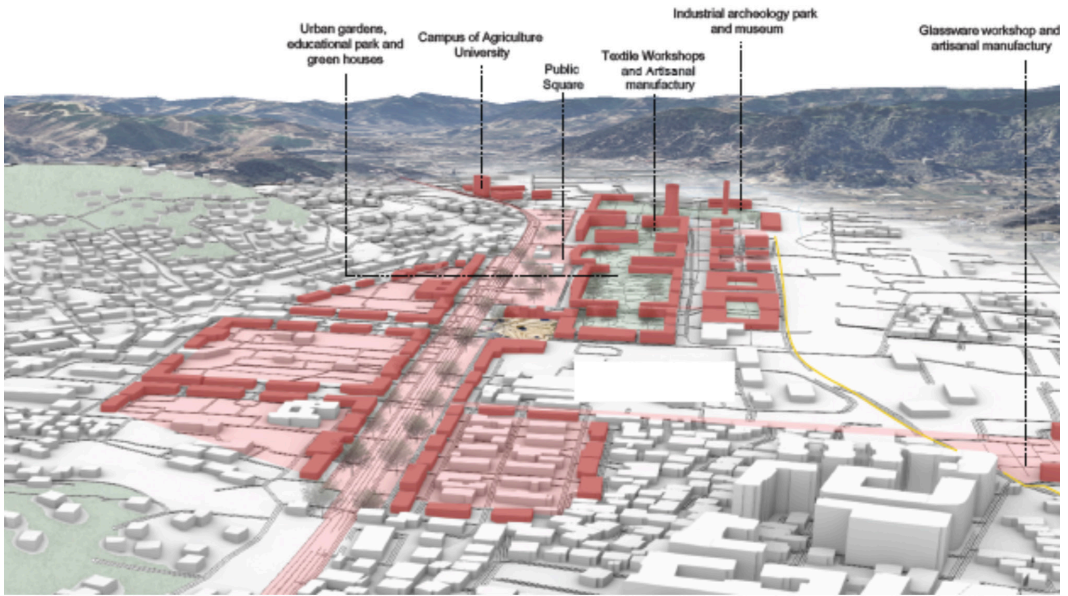 Urban gardens,
educational park and
green houses
Campus of Agriculture
University
Public
Square
Textile Workshops
and Artisanal
manufactury
Industrial archeology park
and museum
Glassware workshop and
artisanal manufactury